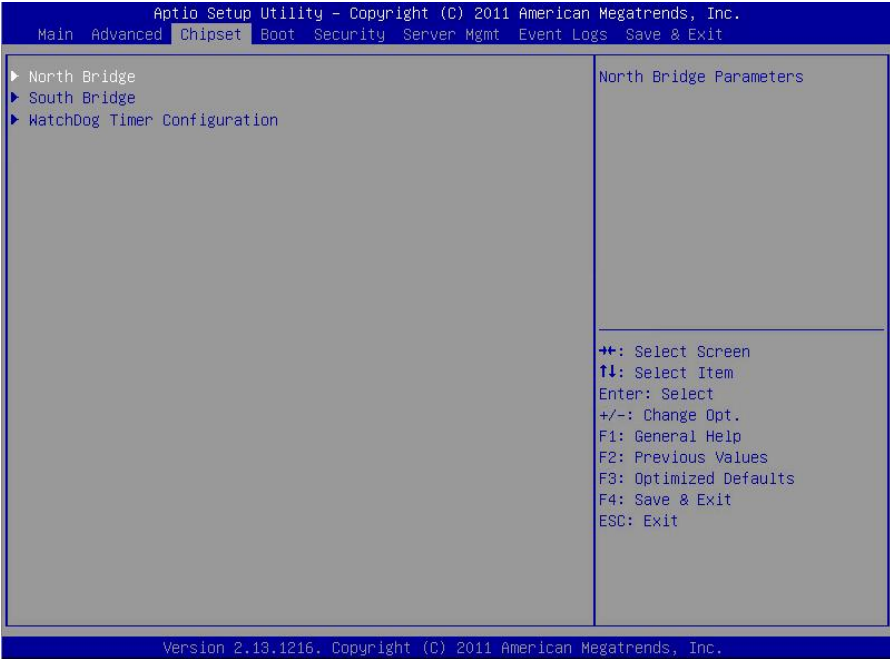 Aptio Setup Utility – Copyright (C) 2011 American Megatrends, Inc.
Main Advanced Chipset Boot Security Server Mgmt Event Logs Save & Exit
▶ North Bridge
▶ South Bridge
▶ WatchDog Timer Configuration
North Bridge Parameters
→←: Select Screen
↑↓: Select Item
Enter: Select
+/-: Change Opt.
F1: General Help
F2: Previous Values
F3: Optimized Defaults
F4: Save & Exit
ESC: Exit
Version 2.13.1216. Copyright (C) 2011 American Megatrends, Inc.